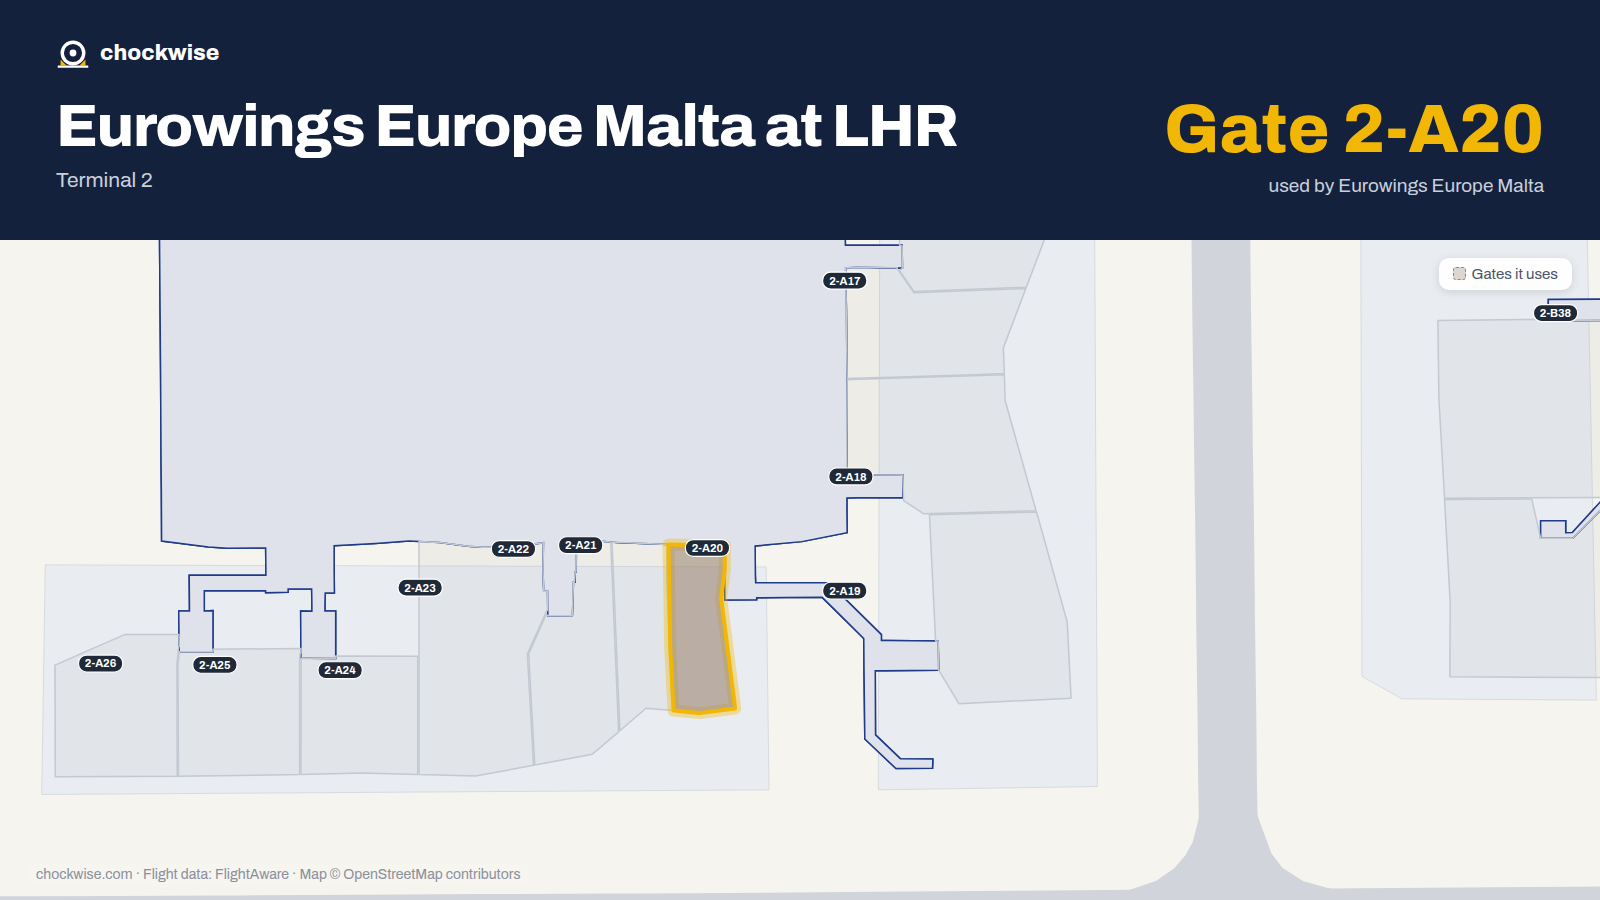 chockwise
Eurowings Europe Malta at LHR
Terminal 2
Gate 2-A20
used by Eurowings Europe Malta
Gates it uses
2-A17
2-B38
2-A18
2-A22
2-A21
2-A20
2-A23
2-A19
2-A26
2-A25
2-A24
chockwise.com · Flight data: FlightAware · Map © OpenStreetMap contributors